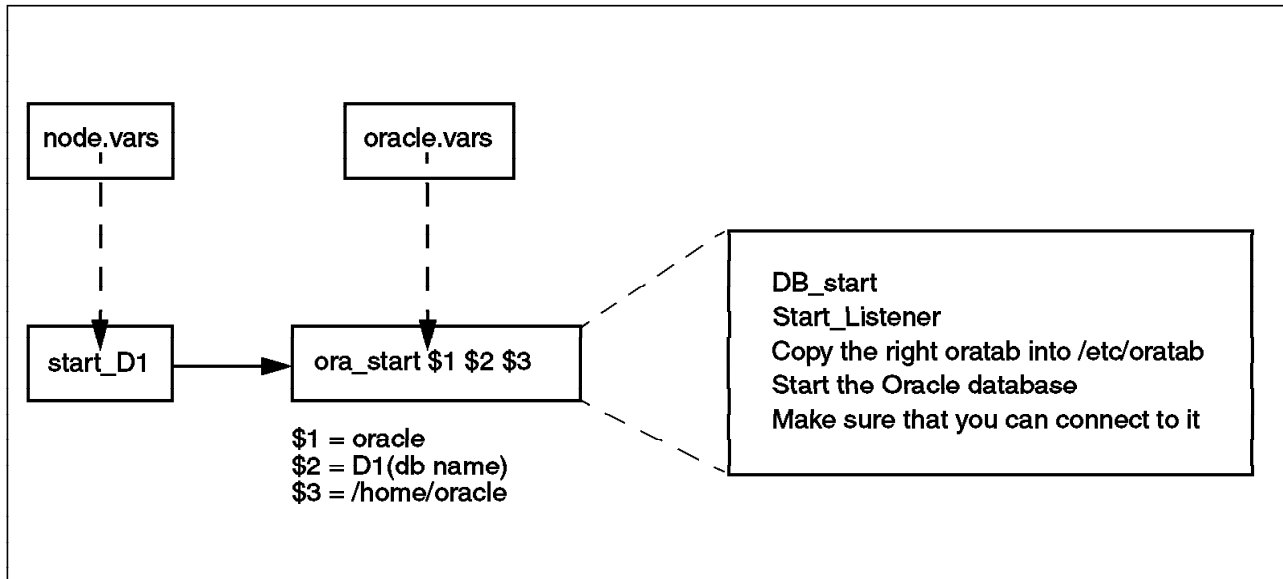 node.vars
oracle.vars
start_D1
ora_start $1 $2 $3
$1 = oracle
$2 = D1(db name)
$3 = /home/oracle
DB_start
Start_Listener
Copy the right oratab into /etc/oratab
Start the Oracle database
Make sure that you can connect to it